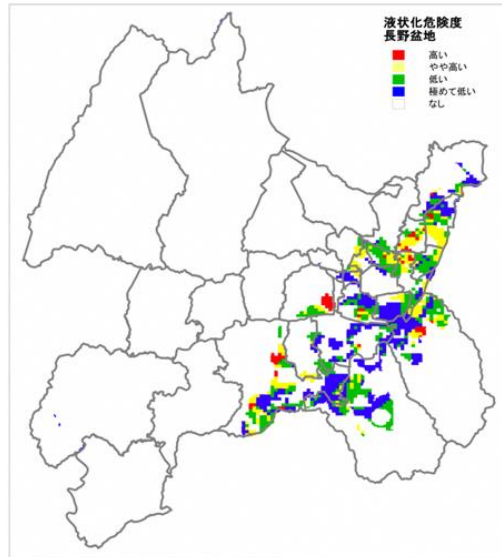 液状化危険度
長野盆地
高い
やや高い
低い
極めて低い
なし